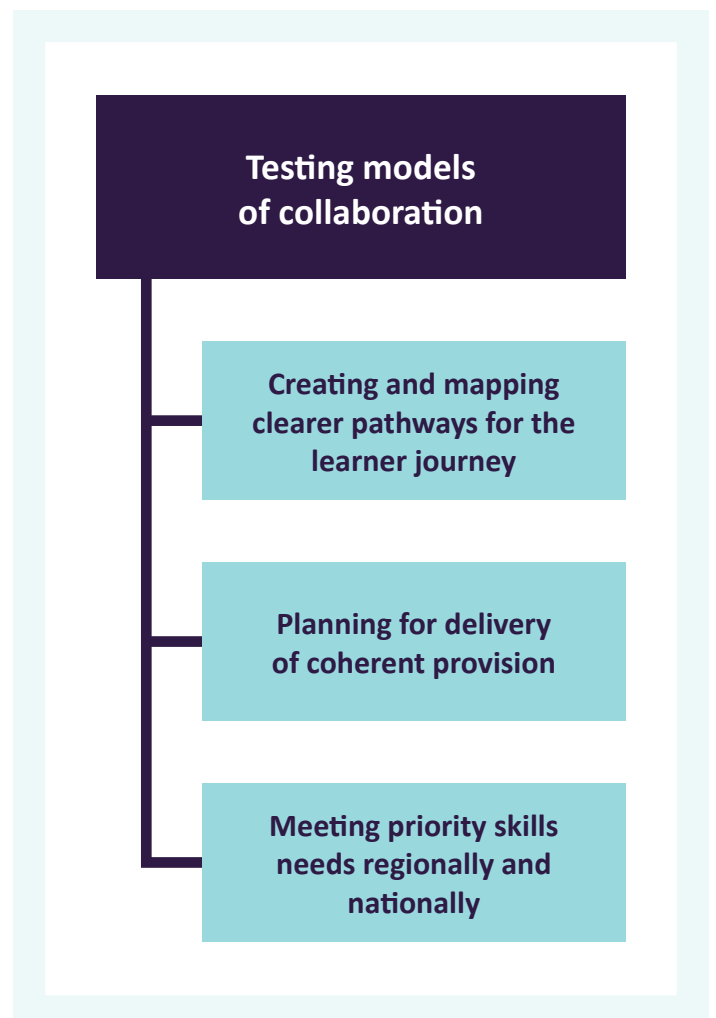 Testing models
of collaboration
Creating and mapping
clearer pathways for the
learner journey
Planning for delivery
of coherent provision
Meeting priority skills
needs regionally and
nationally